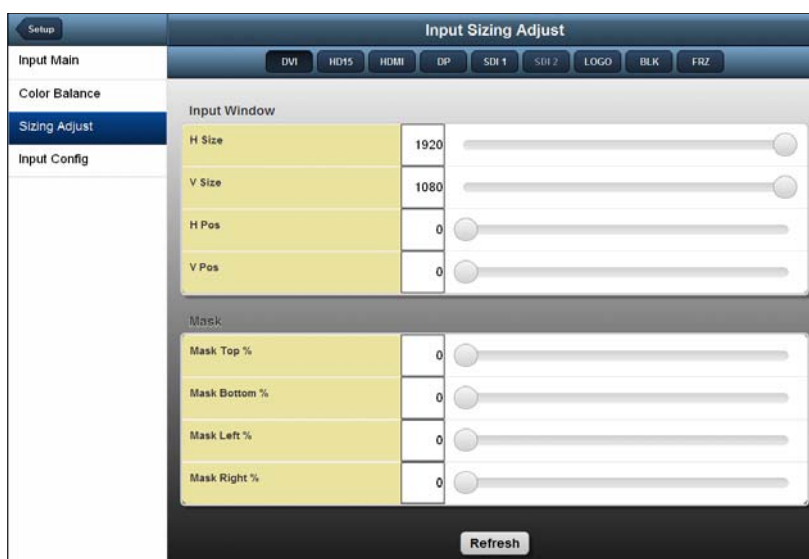 Setup
Input Sizing Adjust
Input Main
Color Balance
Sizing Adjust
Input Config
DVI HD15 HDMI DP SDI 1 SDI 2 LOGO BLK FRZ
Input Window
H Size 1920
V Size 1080
H Pos 0
V Pos 0
Mask
Mask Top % 0
Mask Bottom % 0
Mask Left % 0
Mask Right % 0
Refresh